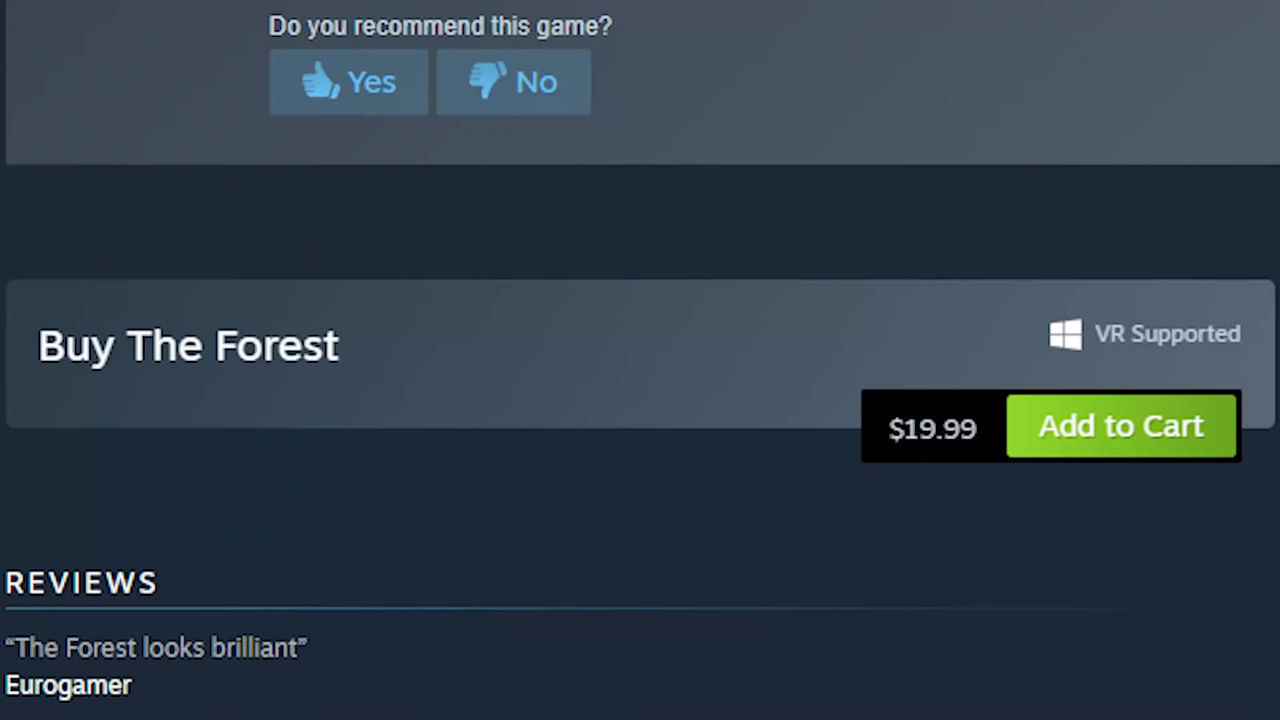 Do you recommend this game?
Yes No
Buy The Forest
VR Supported
$19.99 Add to Cart
REVIEWS
“The Forest looks brilliant”
Eurogamer